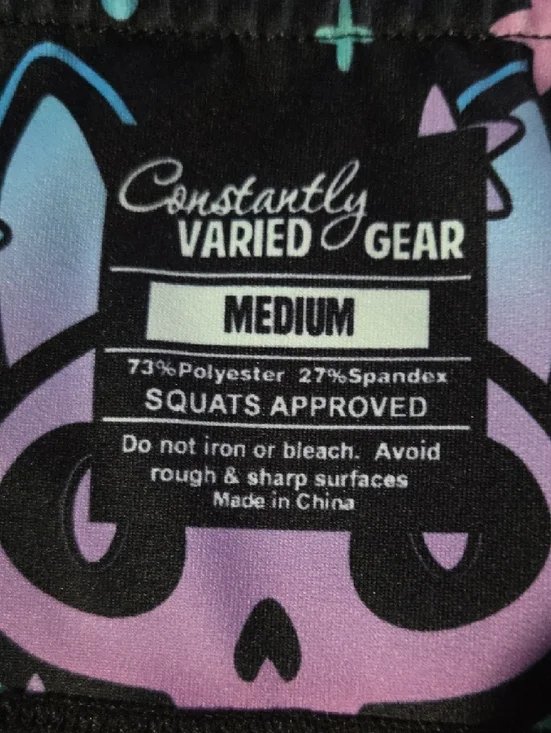 Constantly
VARIED GEAR
MEDIUM
73%Polyester 27%Spandex
SQUATS APPROVED
Do not iron or bleach. Avoid
rough & sharp surfaces
Made in China